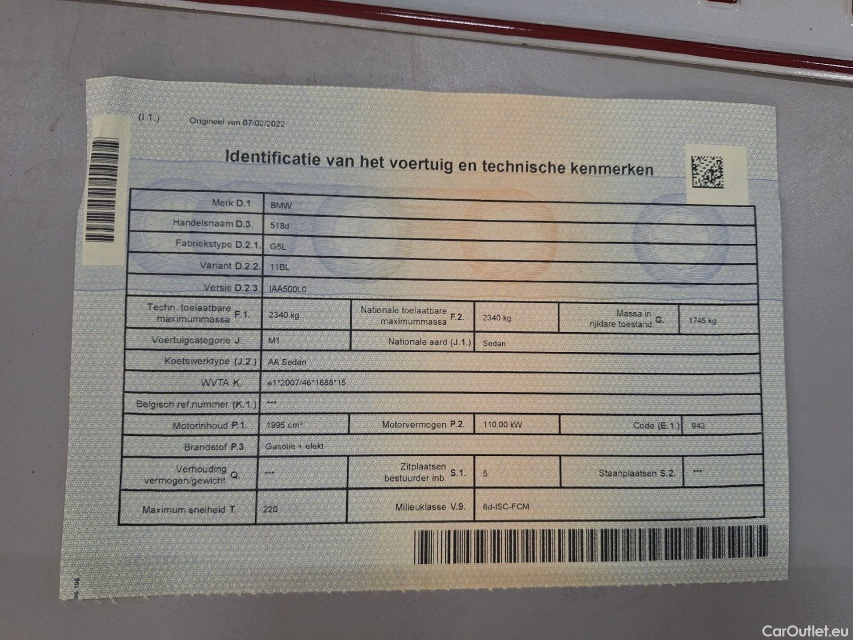 (I.1.) Origineel van 07/02/2022
Identificatie van het voertuig en technische kenmerken
Merk D.1 BMW
Handelsnaam D.3. 518d
Fabriekstype D.2.1. G5L
Variant D.2.2. 11BL
Versie D.2.3. IAA500L0
Techn. toelaatbare maximummassa F.1. 2340 kg Nationale toelaatbare maximummassa F.2. 2340 kg Massa in rijklare toestand G. 1745 kg
Voertuigcategorie J. M1 Nationale aard (J.1.) Sedan
Koetswerktype (J.2.) AA Sedan
WVTA K. e1*2007/46*1688*15
Belgisch ref.nummer (K.1.) ***
Motorinhoud P.1. 1995 cm³ Motorvermogen P.2. 110,00 kW Code (E.1.) 943
Brandstof P.3. Gasolie + elekt
Verhouding vermogen/gewicht Q. *** Zitplaatsen bestuurder inb. S.1. 5 Staanplaatsen S.2. ***
Maximum snelheid T. 220 Milieuklasse V.9. 6d-ISC-FCM
CarOutlet.eu